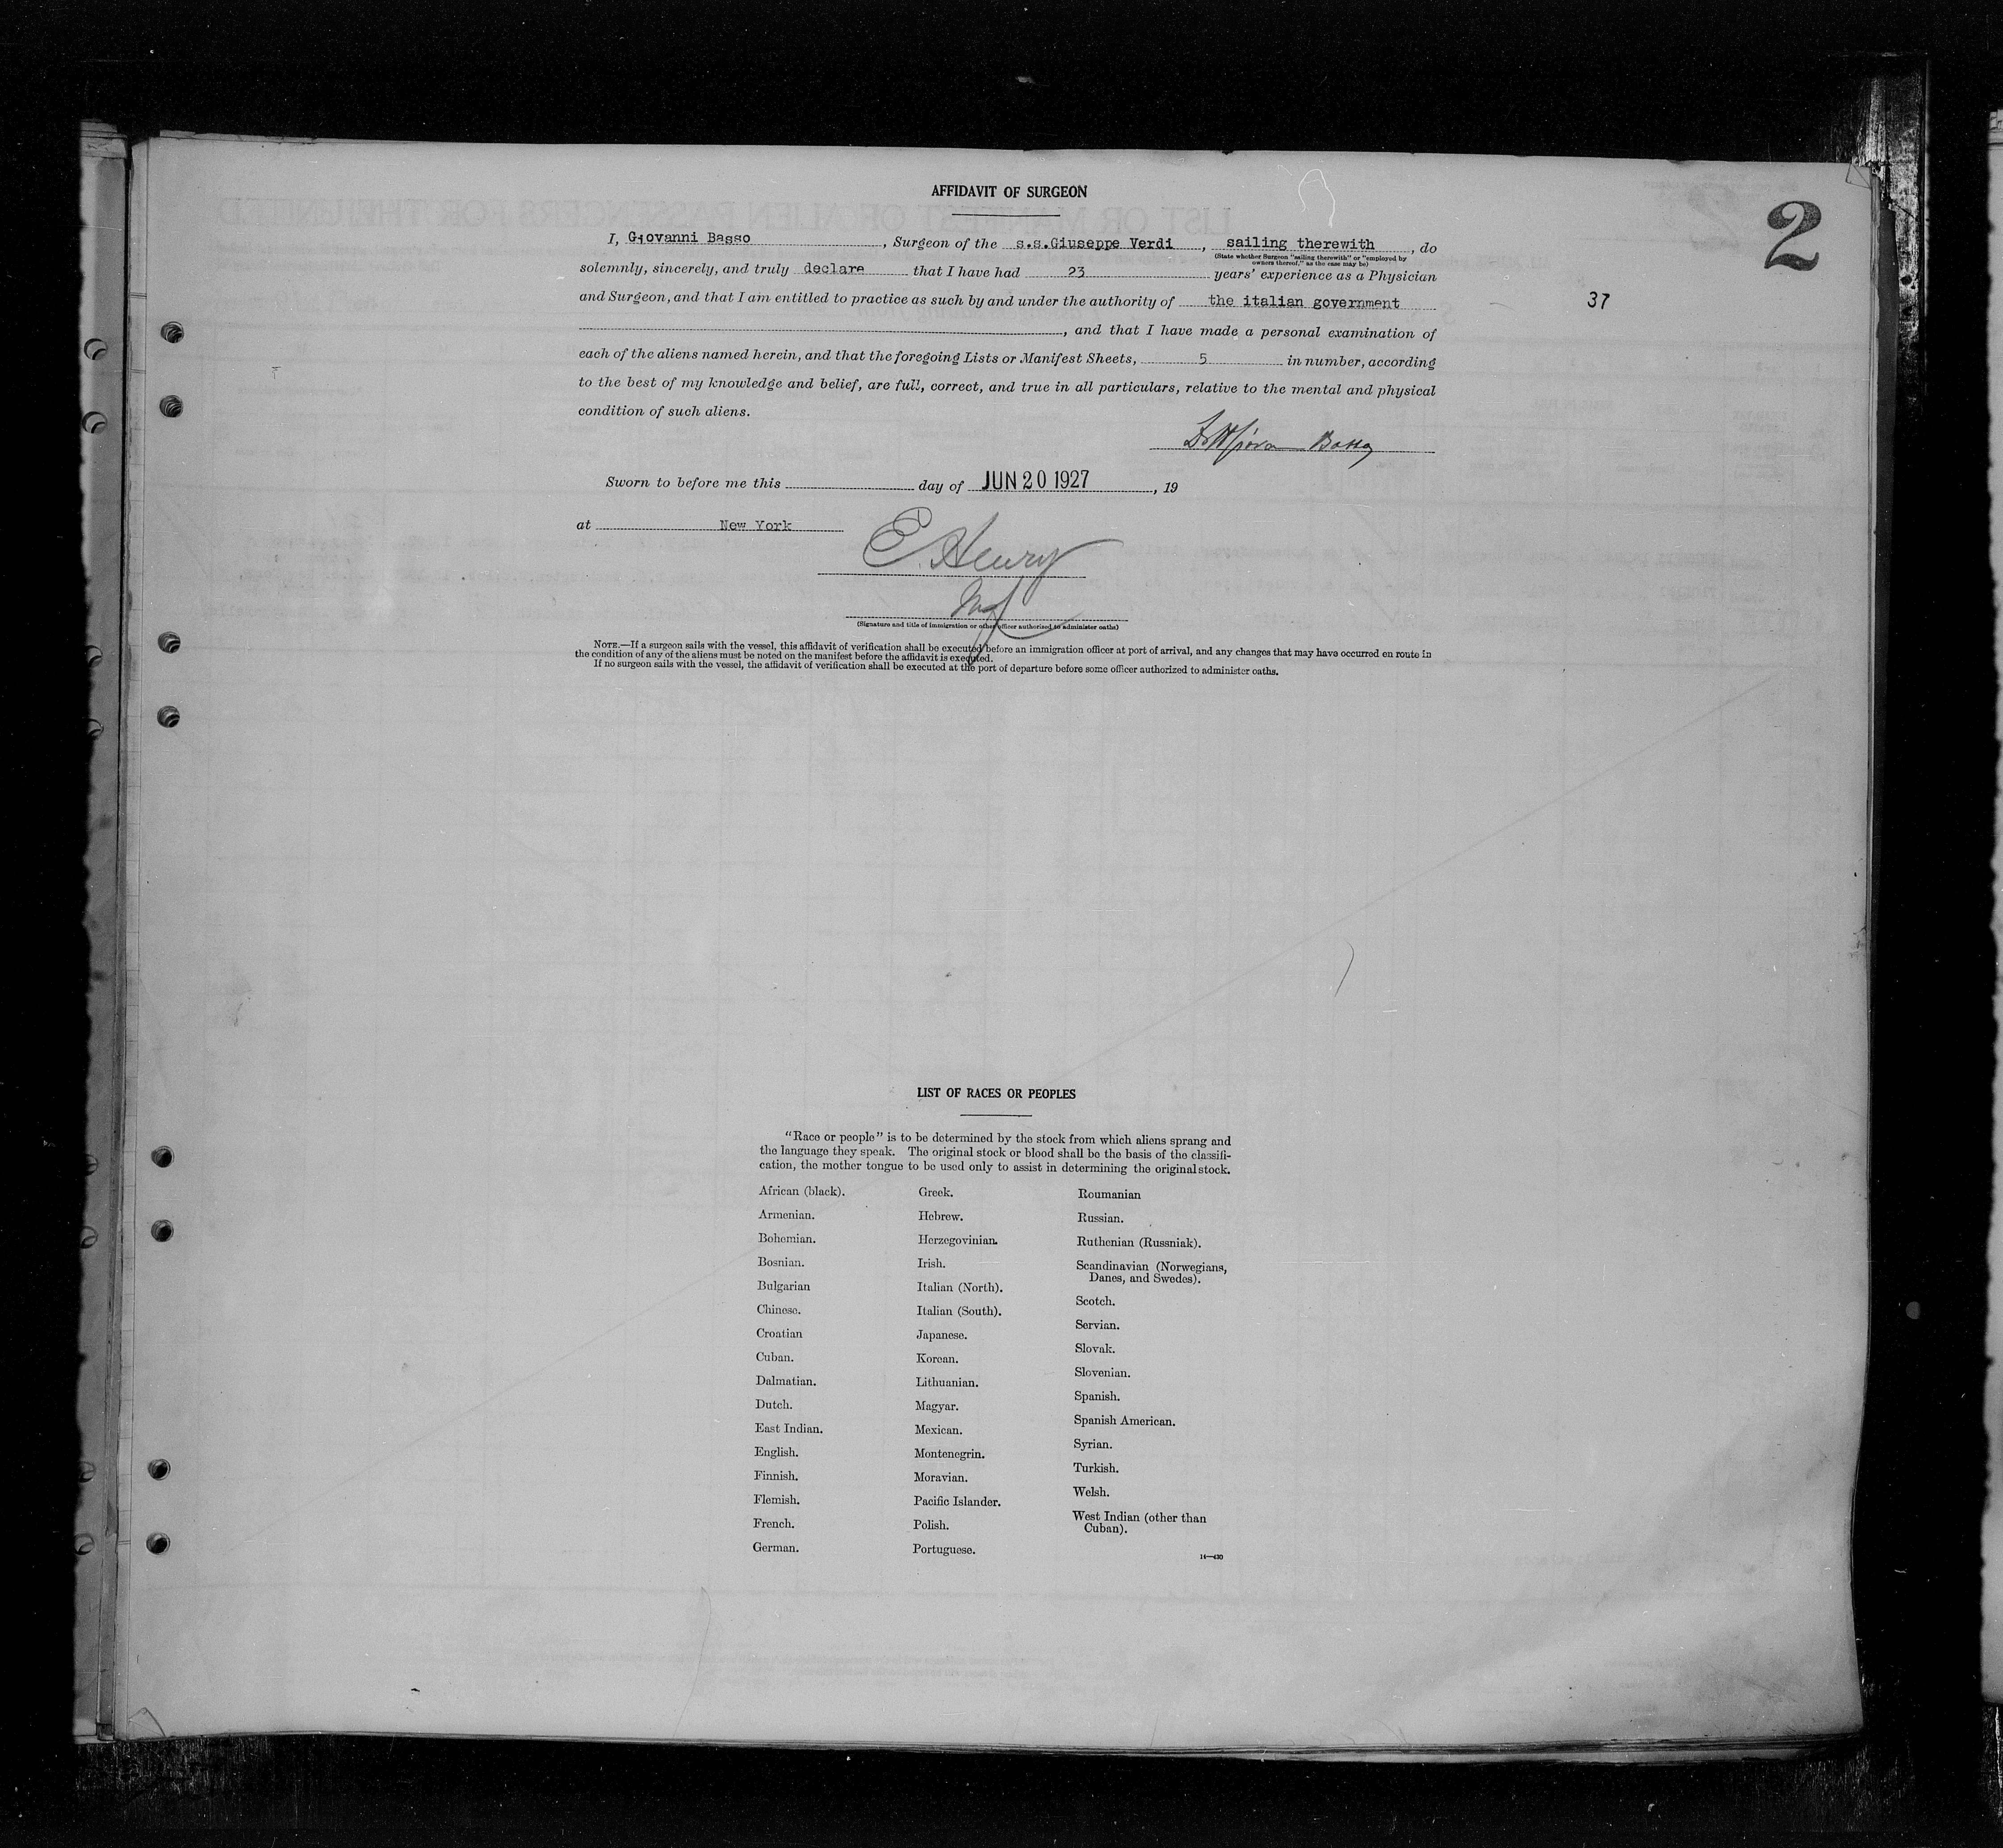 AFFIDAVIT OF SURGEON
2
I, Giovanni Basso, Surgeon of the s.s.Giuseppe Verdi, sailing therewith, do
(State whether Surgeon "sailing therewith" or "employed by
owners thereof," as the case may be)
solemnly, sincerely, and truly declare that I have had 23 years' experience as a Physician
and Surgeon, and that I am entitled to practice as such by and under the authority of the italian government
37
, and that I have made a personal examination of
each of the aliens named herein, and that the foregoing Lists or Manifest Sheets, 5 in number, according
to the best of my knowledge and belief, are full, correct, and true in all particulars, relative to the mental and physical
condition of such aliens.
Basso
Sworn to before me this day of JUN 20 1927, 19
at New York
E. Henry
(Signature and title of immigration or other officer authorized to administer oaths)
NOTE.—If a surgeon sails with the vessel, this affidavit of verification shall be executed before an immigration officer at port of arrival, and any changes that may have occurred en route in
the condition of any of the aliens must be noted on the manifest before the affidavit is executed.
If no surgeon sails with the vessel, the affidavit of verification shall be executed at the port of departure before some officer authorized to administer oaths.
LIST OF RACES OR PEOPLES
"Race or people" is to be determined by the stock from which aliens sprang and
the language they speak. The original stock or blood shall be the basis of the classifi-
cation, the mother tongue to be used only to assist in determining the original stock.
African (black).
Armenian.
Bohemian.
Bosnian.
Bulgarian
Chinese.
Croatian
Cuban.
Dalmatian.
Dutch.
East Indian.
English.
Finnish.
Flemish.
French.
German.
Greek.
Hebrew.
Herzegovinian.
Irish.
Italian (North).
Italian (South).
Japanese.
Korean.
Lithuanian.
Magyar.
Mexican.
Montenegrin.
Moravian.
Pacific Islander.
Polish.
Portuguese.
Roumanian
Russian.
Ruthenian (Russniak).
Scandinavian (Norwegians,
Danes, and Swedes).
Scotch.
Servian.
Slovak.
Slovenian.
Spanish.
Spanish American.
Syrian.
Turkish.
Welsh.
West Indian (other than
Cuban).
14—430